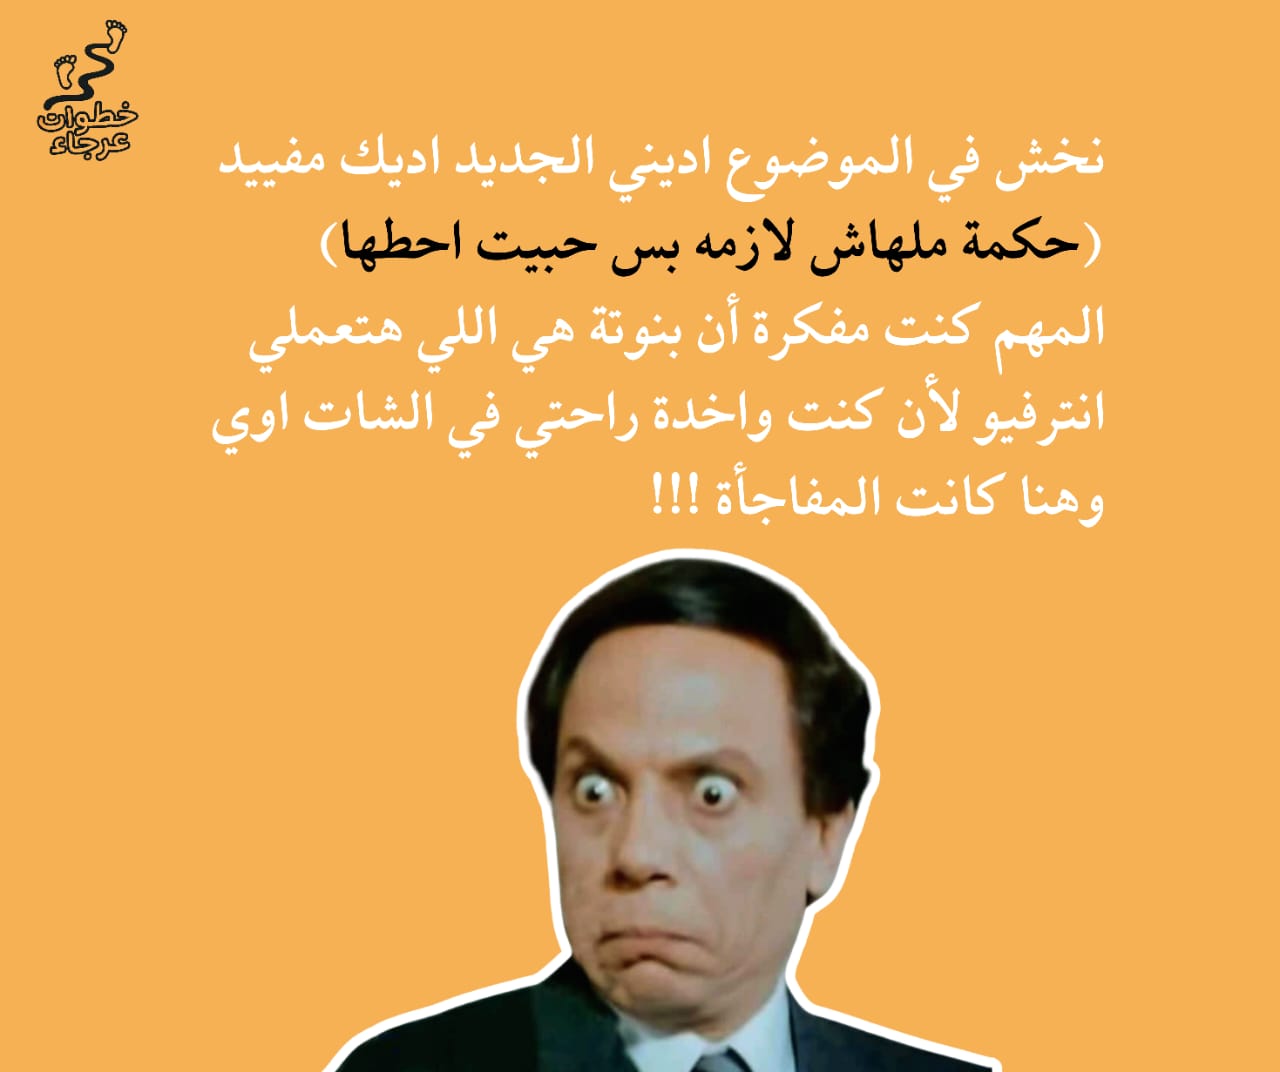 خطوات
عرجاء
نخش في الموضوع اديني الجديد اديك مفييد
(حكمة ملهاش لازمه بس حبيت احطها)
المهم كنت مفكرة أن بنوتة هي اللي هتعملي
انترفيو لأن كنت واخدة راحتي في الشات اوي
وهنا كانت المفاجأة !!!